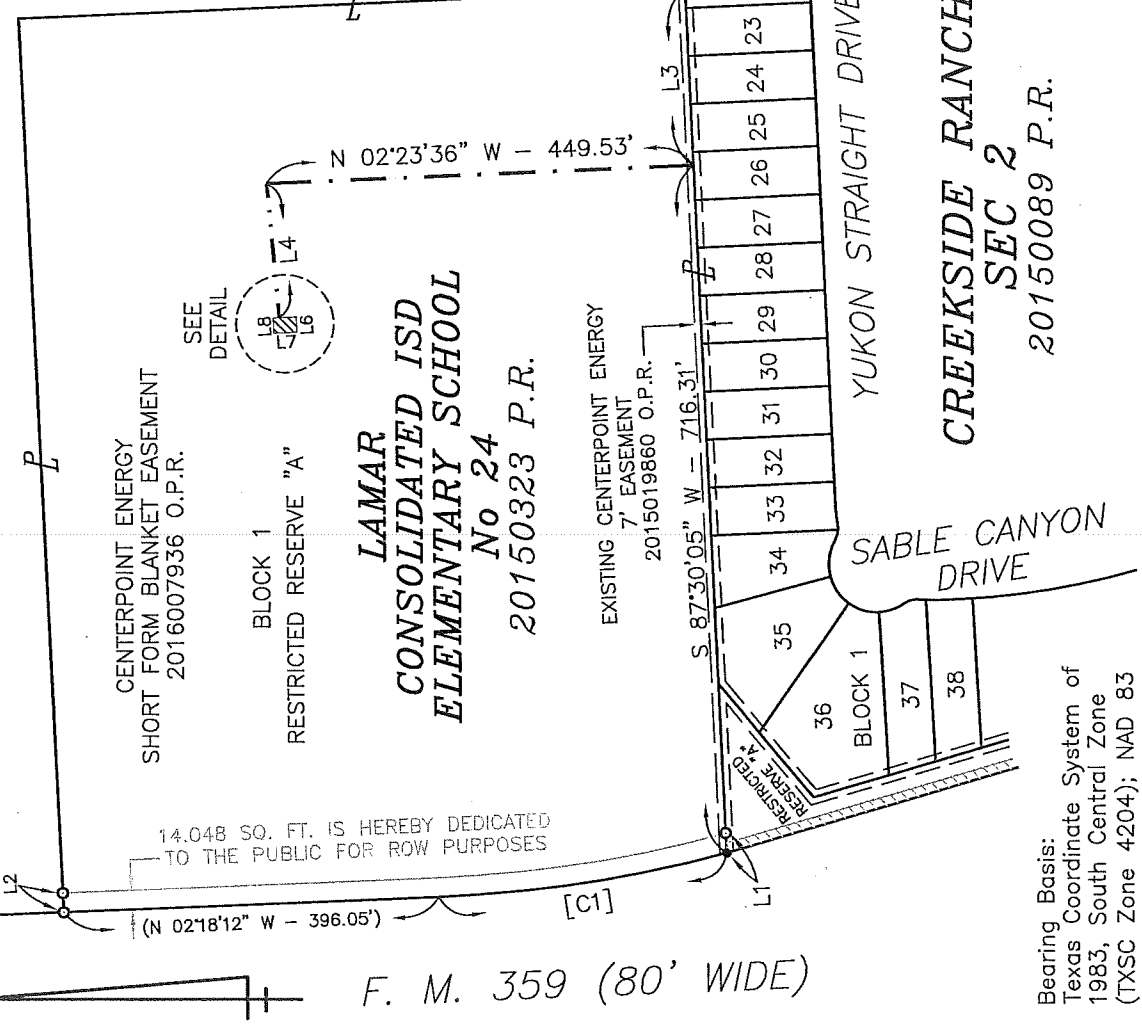 L
23
24
25
26
27
28
29
30
31
32
33
34
35
36
BLOCK 1
37
38
L3
YUKON STRAIGHT DRIVE
CREEKSIDE RANCH
SEC 2
20150089 P.R.
N 02°23'36" W - 449.53'
L4
SEE
DETAIL
L8
L7
L6
CENTERPOINT ENERGY
SHORT FORM BLANKET EASEMENT
2016007936 O.P.R.
BLOCK 1
RESTRICTED RESERVE "A"
LAMAR
CONSOLIDATED ISD
ELEMENTARY SCHOOL
No 24
20150323 P.R.
EXISTING CENTERPOINT ENERGY
7' EASEMENT
2015019860 O.P.R.
S 87°30'05" W - 716.31'
PL
PL
SABLE CANYON
DRIVE
RESTRICTED
RESERVE "A"
14.048 SQ. FT. IS HEREBY DEDICATED
TO THE PUBLIC FOR ROW PURPOSES
L2
(N 02°18'12" W - 396.05')
[C1]
L1
F. M. 359 (80' WIDE)
Bearing Basis:
Texas Coordinate System of
1983, South Central Zone
(TXSC Zone 4204); NAD 83